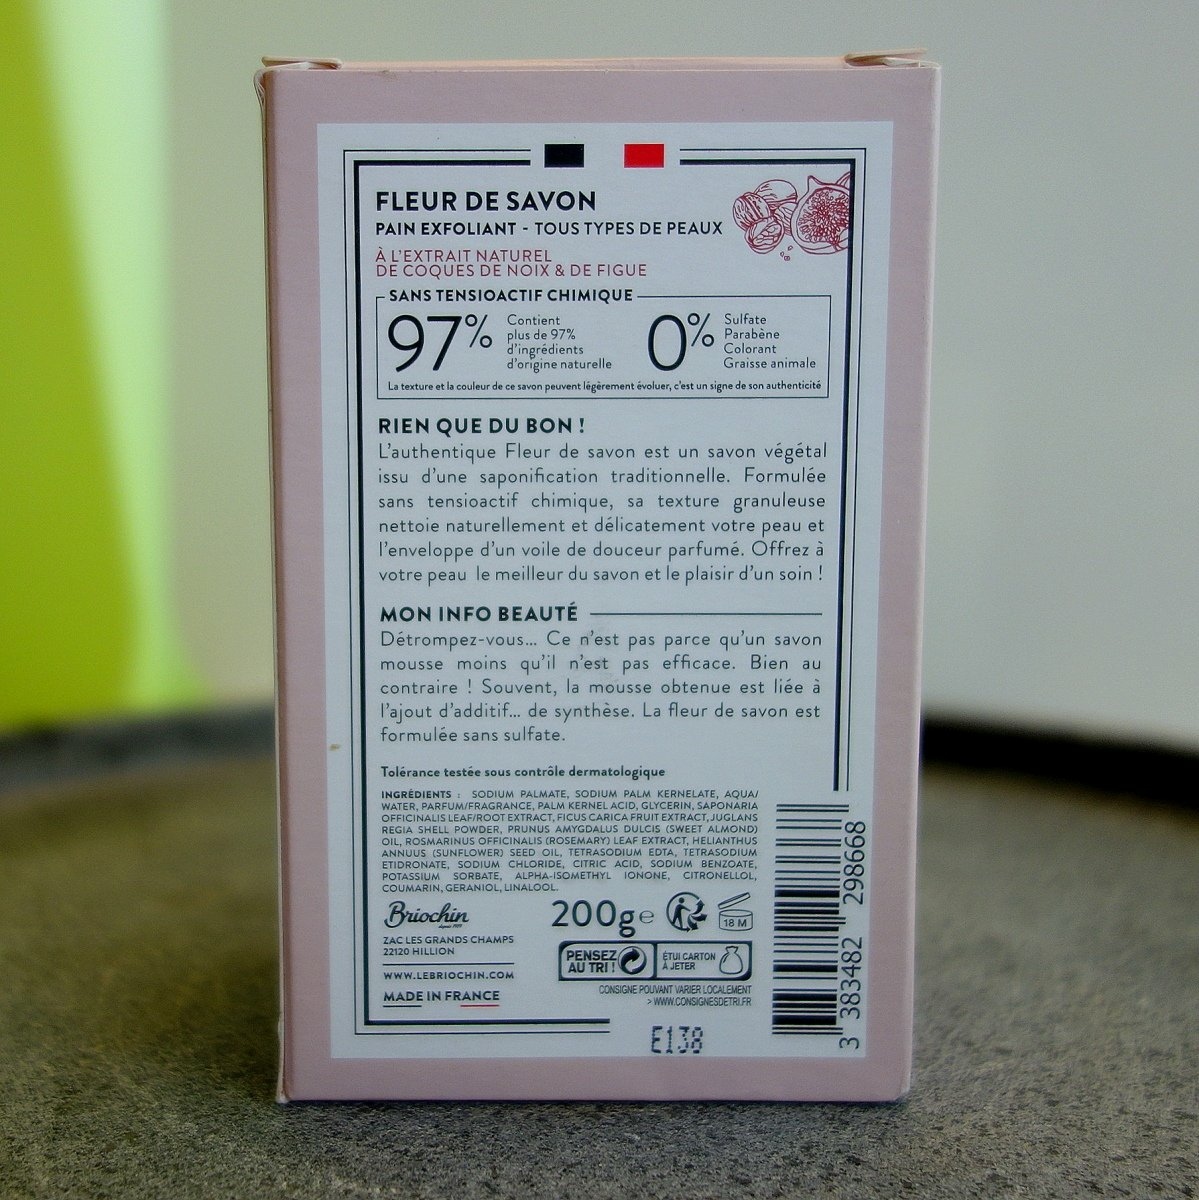 FLEUR DE SAVON
PAIN EXFOLIANT - TOUS TYPES DE PEAUX
À L'EXTRAIT NATUREL
DE COQUES DE NOIX & DE FIGUE
SANS TENSIOACTIF CHIMIQUE
97%
Contient
plus de 97%
d'ingrédients
d'origine naturelle
0%
Sulfate
Parabène
Colorant
Graisse animale
La texture et la couleur de ce savon peuvent légèrement évoluer, c'est un signe de son authenticité
RIEN QUE DU BON !
L'authentique Fleur de savon est un savon végétal
issu d'une saponification traditionnelle. Formulée
sans tensioactif chimique, sa texture granuleuse
nettoie naturellement et délicatement votre peau et
l'enveloppe d'un voile de douceur parfumé. Offrez à
votre peau le meilleur du savon et le plaisir d'un soin !
MON INFO BEAUTÉ
Détrompez-vous... Ce n'est pas parce qu'un savon
mousse moins qu'il n'est pas efficace. Bien au
contraire ! Souvent, la mousse obtenue est liée à
l'ajout d'additif... de synthèse. La fleur de savon est
formulée sans sulfate.
Tolérance testée sous contrôle dermatologique
INGRÉDIENTS : SODIUM PALMATE, SODIUM PALM KERNELATE, AQUA/
WATER, PARFUM/FRAGRANCE, PALM KERNEL ACID, GLYCERIN, SAPONARIA
OFFICINALIS LEAF/ROOT EXTRACT, FICUS CARICA FRUIT EXTRACT, JUGLANS
REGIA SHELL POWDER, PRUNUS AMYGDALUS DULCIS (SWEET ALMOND)
OIL, ROSMARINUS OFFICINALIS (ROSEMARY) LEAF EXTRACT, HELIANTHUS
ANNUUS (SUNFLOWER) SEED OIL, TETRASODIUM EDTA, TETRASODIUM
ETIDRONATE, SODIUM CHLORIDE, CITRIC ACID, SODIUM BENZOATE,
POTASSIUM SORBATE, ALPHA-ISOMETHYL IONONE, CITRONELLOL,
COUMARIN, GERANIOL, LINALOOL.
Briochin
depuis 1919
ZAC LES GRANDS CHAMPS
22120 HILLION
WWW.LEBRIOCHIN.COM
MADE IN FRANCE
200g e
18 M
PENSEZ
AU TRI !
ÉTUI CARTON
À JETER
CONSIGNE POUVANT VARIER LOCALEMENT
> WWW.CONSIGNESDETRI.FR
E138
3 383482 298668